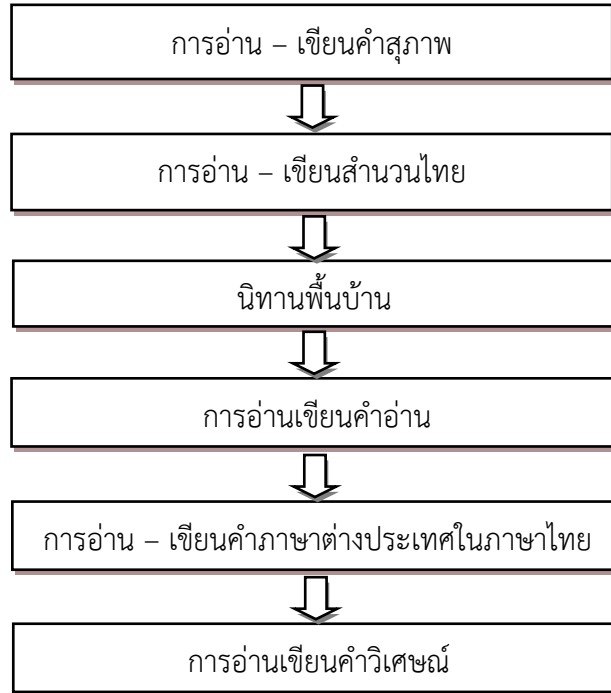 การอ่าน – เขียนคำสุภาพ
การอ่าน – เขียนสำนวนไทย
นิทานพื้นบ้าน
การอ่านเขียนคำอ่าน
การอ่าน – เขียนคำภาษาต่างประเทศในภาษาไทย
การอ่านเขียนคำวิเศษณ์